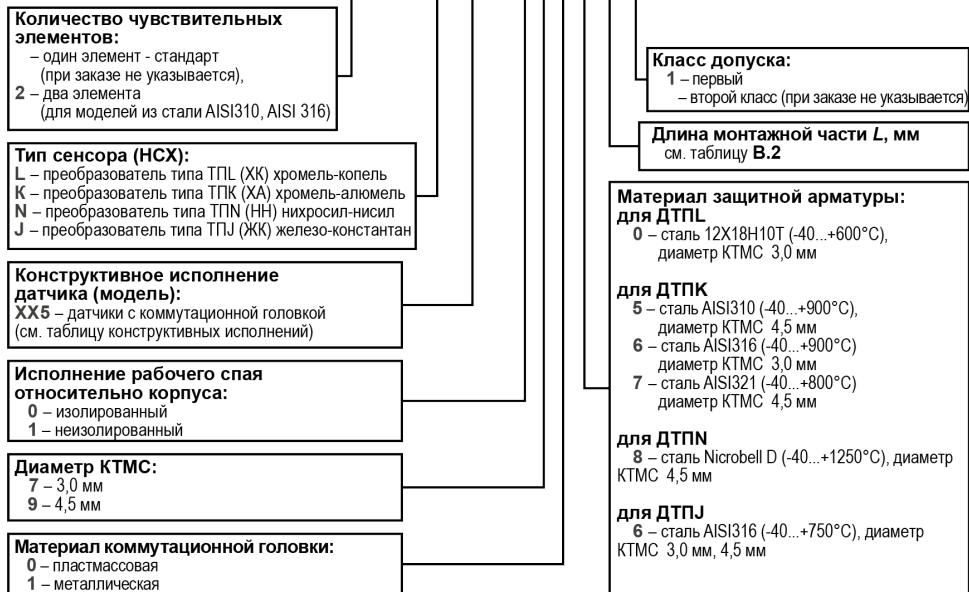 Количество чувствительных
элементов:
– один элемент - стандарт
(при заказе не указывается),
2 – два элемента
(для моделей из стали AISI310, AISI 316)
Тип сенсора (НСХ):
L – преобразователь типа ТПL (ХК) хромель-копель
К – преобразователь типа ТПК (ХА) хромель-алюмель
N – преобразователь типа ТПN (НН) нихросил-нисил
J – преобразователь типа ТПJ (ЖК) железо-константан
Конструктивное исполнение
датчика (модель):
ХХ5 – датчики с коммутационной головкой
(см. таблицу конструктивных исполнений)
Исполнение рабочего спая
относительно корпуса:
0 – изолированный
1 – неизолированный
Диаметр КТМС:
7 – 3,0 мм
9 – 4,5 мм
Материал коммутационной головки:
0 – пластмассовая
1 – металлическая
Класс допуска:
1 – первый
– второй класс (при заказе не указывается)
Длина монтажной части L, мм
см. таблицу В.2
Материал защитной арматуры:
для ДТПL
0 – сталь 12Х18Н10Т (-40...+600°С),
диаметр КТМС 3,0 мм
для ДТПК
5 – сталь AISI310 (-40...+900°С),
диаметр КТМС 4,5 мм
6 – сталь AISI316 (-40...+900°С)
диаметр КТМС 3,0 мм
7 – сталь AISI321 (-40...+800°С)
диаметр КТМС 4,5 мм
для ДТПN
8 – сталь Nicrobell D (-40...+1250°С), диаметр
КТМС 4,5 мм
для ДТПJ
6 – сталь AISI316 (-40...+750°С), диаметр
КТМС 3,0 мм, 4,5 мм